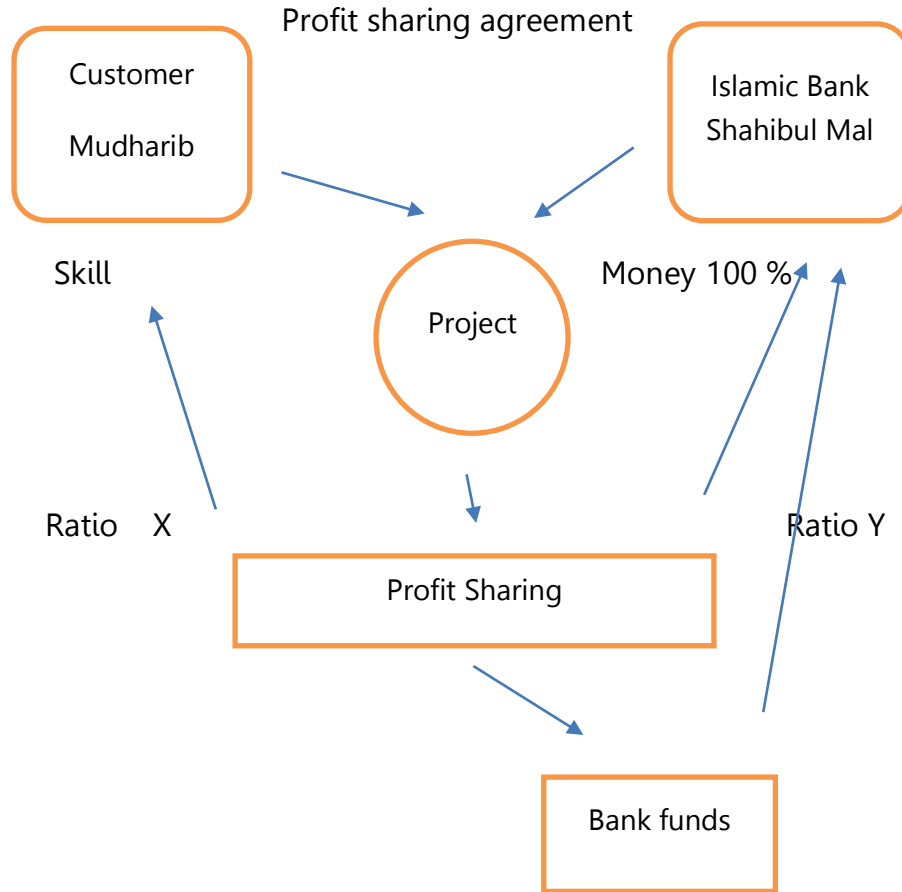 Profit sharing agreement
Customer
Mudharib
Islamic Bank
Shahibul Mal
Skill
Money 100 %
Project
Ratio X
Ratio Y
Profit Sharing
Bank funds